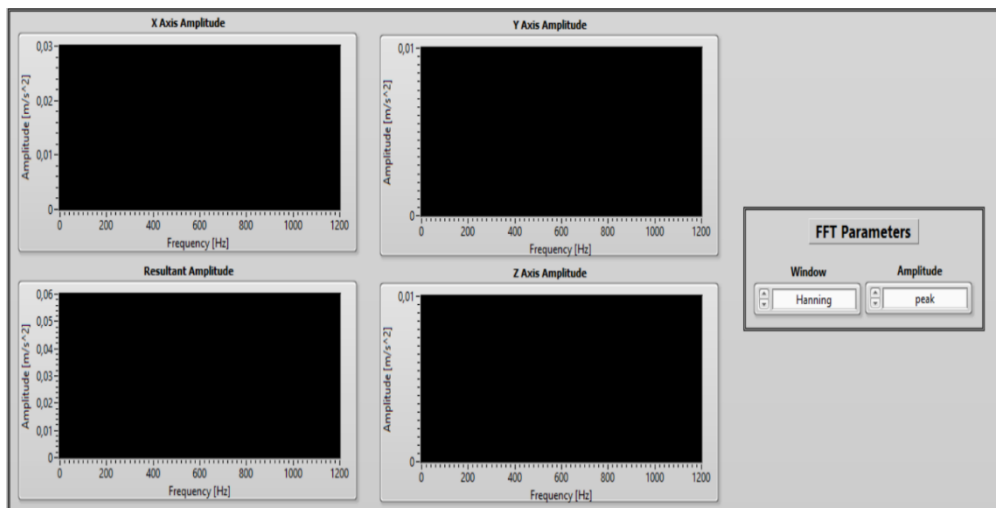 X Axis Amplitude
0,03
0,02
0,01
0
Amplitude [m/s^2]
0 200 400 600 800 1000 1200
Frequency [Hz]
Y Axis Amplitude
0,01
0
Amplitude [m/s^2]
0 200 400 600 800 1000 1200
Frequency [Hz]
Resultant Amplitude
0,06
0,05
0,04
0,03
0,02
0,01
0
Amplitude [m/s^2]
0 200 400 600 800 1000 1200
Frequency [Hz]
Z Axis Amplitude
0,01
0
Amplitude [m/s^2]
0 200 400 600 800 1000 1200
Frequency [Hz]
FFT Parameters
Window Amplitude
Hanning peak